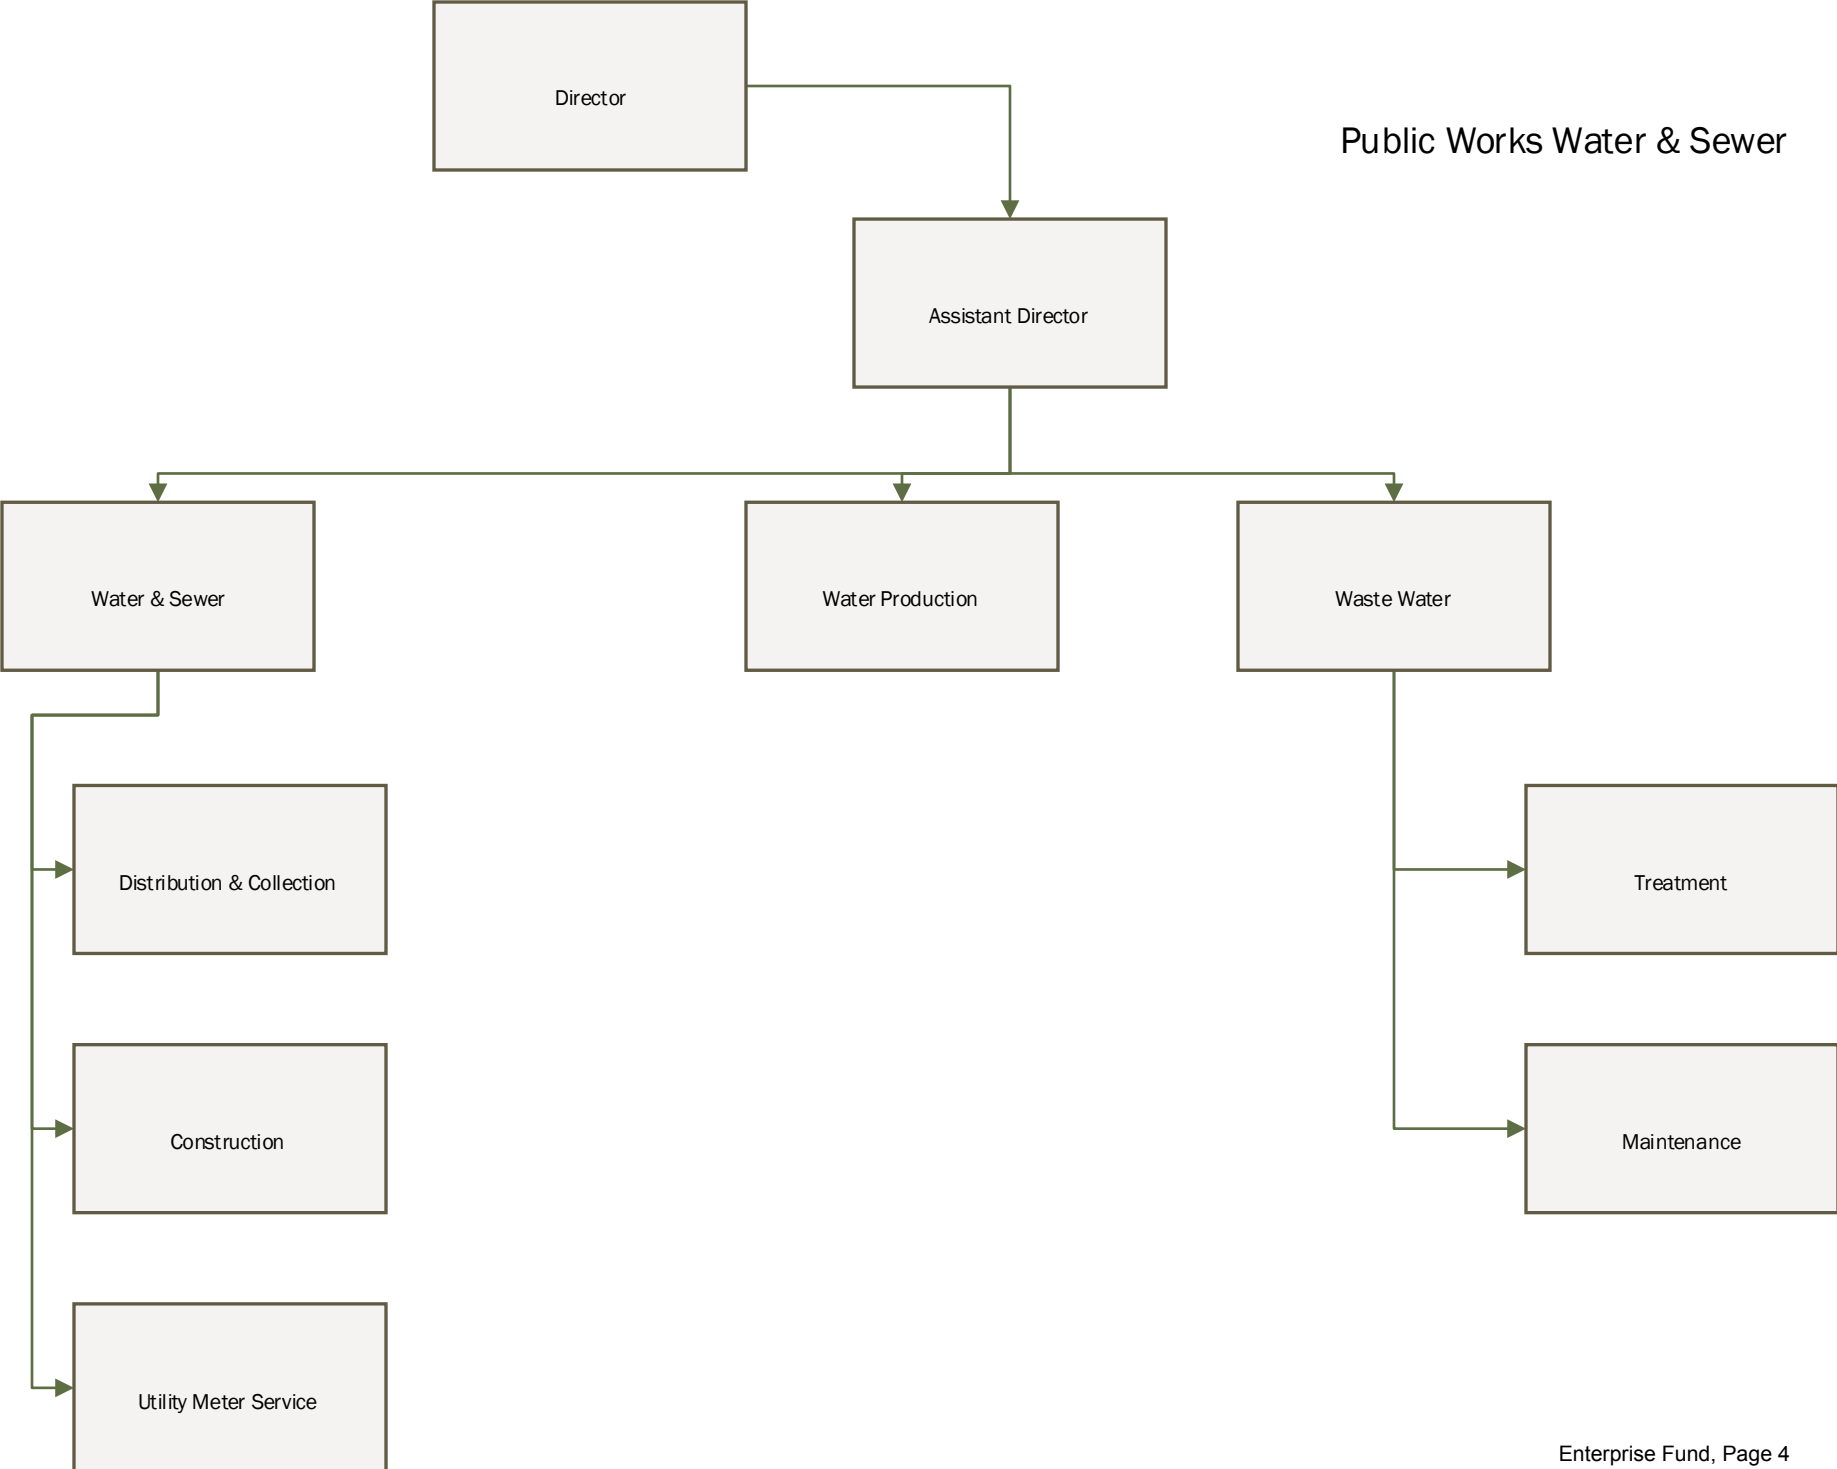 Director
Public Works Water & Sewer
Assistant Director
Water & Sewer
Water Production
Waste Water
Distribution & Collection
Treatment
Construction
Maintenance
Utility Meter Service
Enterprise Fund, Page 4